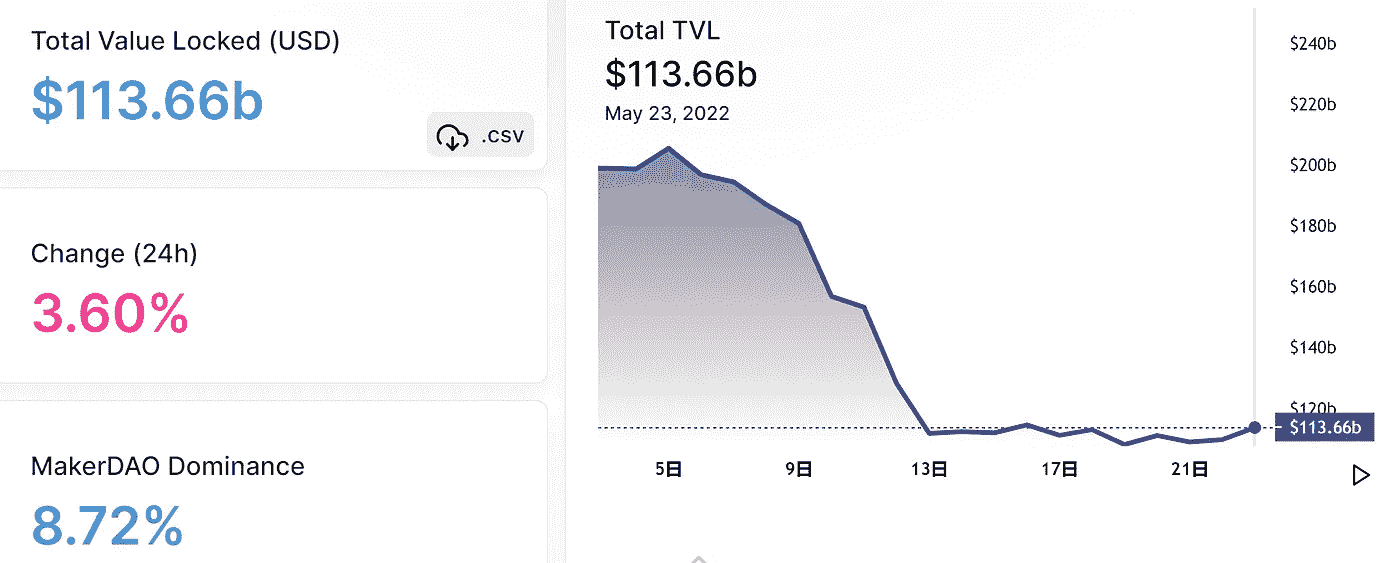 Total Value Locked (USD)
$113.66b
.csv
Change (24h)
3.60%
MakerDAO Dominance
8.72%
Total TVL
$113.66b
May 23, 2022
$240b
$220b
$200b
$180b
$160b
$140b
$120b
$113.66b
5日 9日 13日 17日 21日